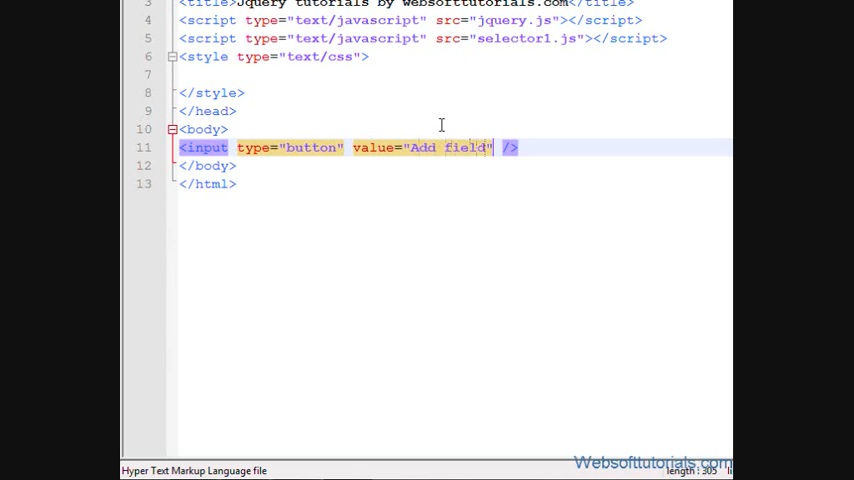 3 <title>Jquery tutorials by websofttutorials.com</title>
4 <script type="text/javascript" src="jquery.js"></script>
5 <script type="text/javascript" src="selector1.js"></script>
6 <style type="text/css">
7
8 </style>
9 </head>
10 <body>
11 <input type="button" value="Add field" />
12 </body>
13 </html>
Websofttutorials.com
Hyper Text Markup Language file length : 305